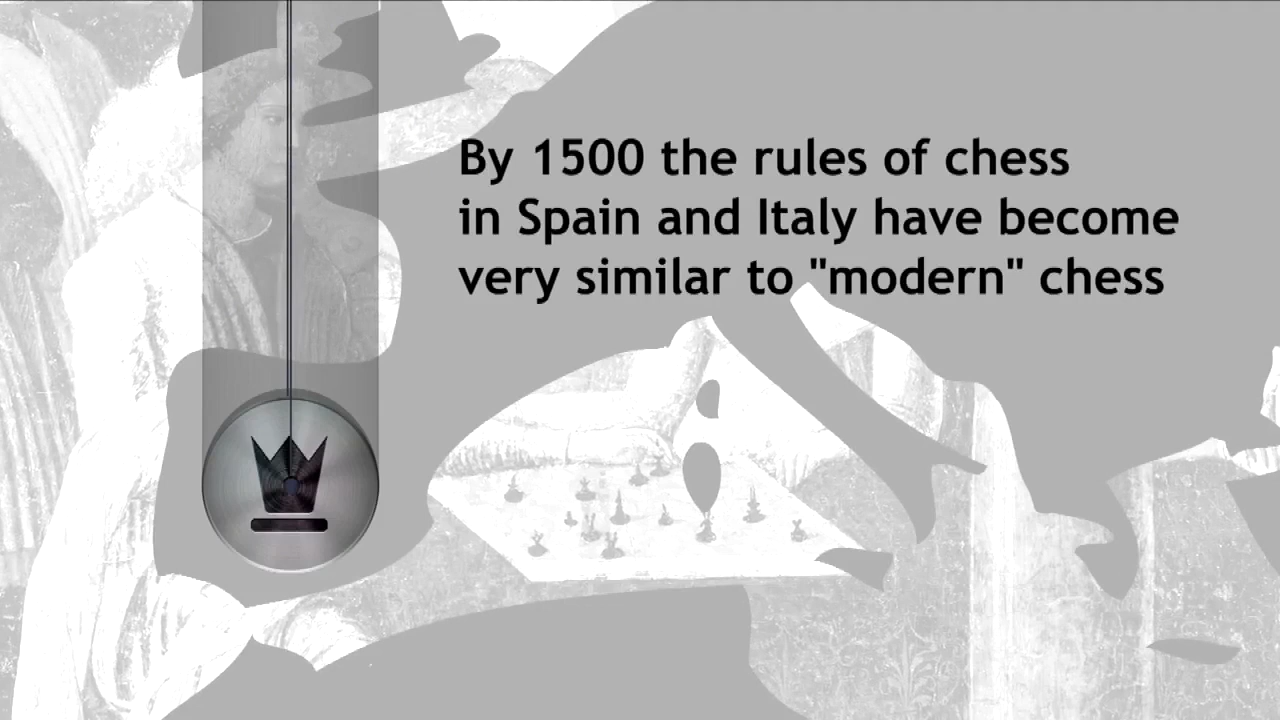 By 1500 the rules of chess
in Spain and Italy have become
very similar to "modern" chess